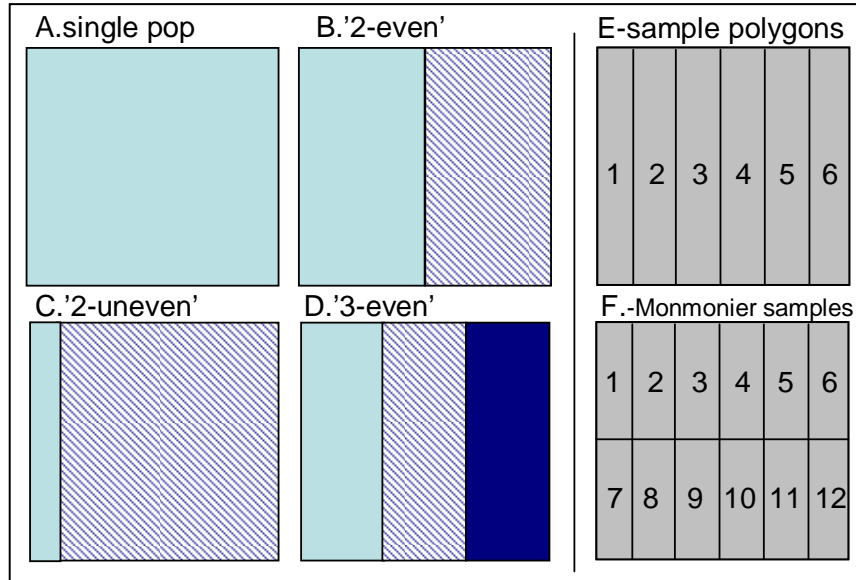 A.single pop
B.'2-even'
E-sample polygons
1 2 3 4 5 6
C.'2-uneven'
D.'3-even'
F.-Monmonier samples
1 2 3 4 5 6
7 8 9 10 11 12